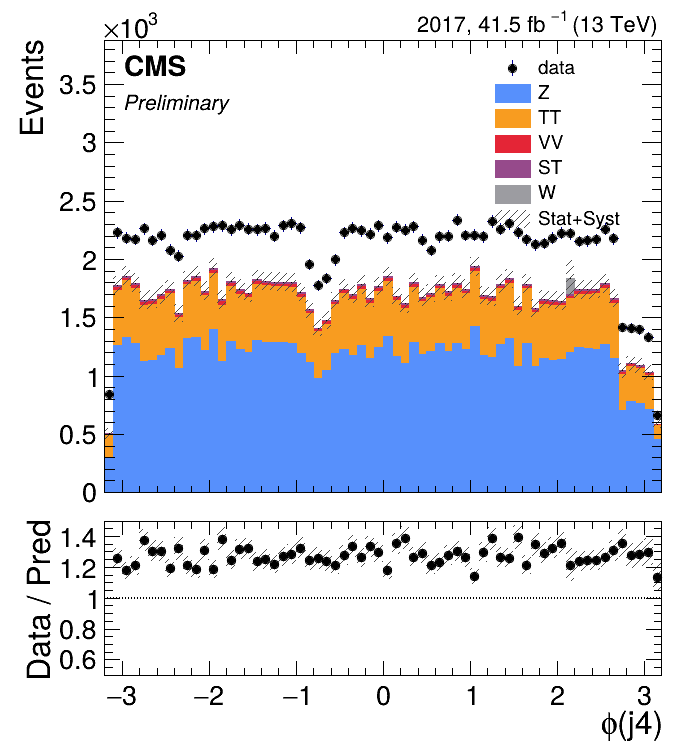 ×10³
2017, 41.5 fb⁻¹ (13 TeV)
CMS
Preliminary
Events
3.5
3
2.5
2
1.5
1
0.5
0
data
Z
TT
VV
ST
W
Stat+Syst
Data / Pred
1.4
1.2
1
0.8
0.6
−3 −2 −1 0 1 2 3
ϕ(j4)